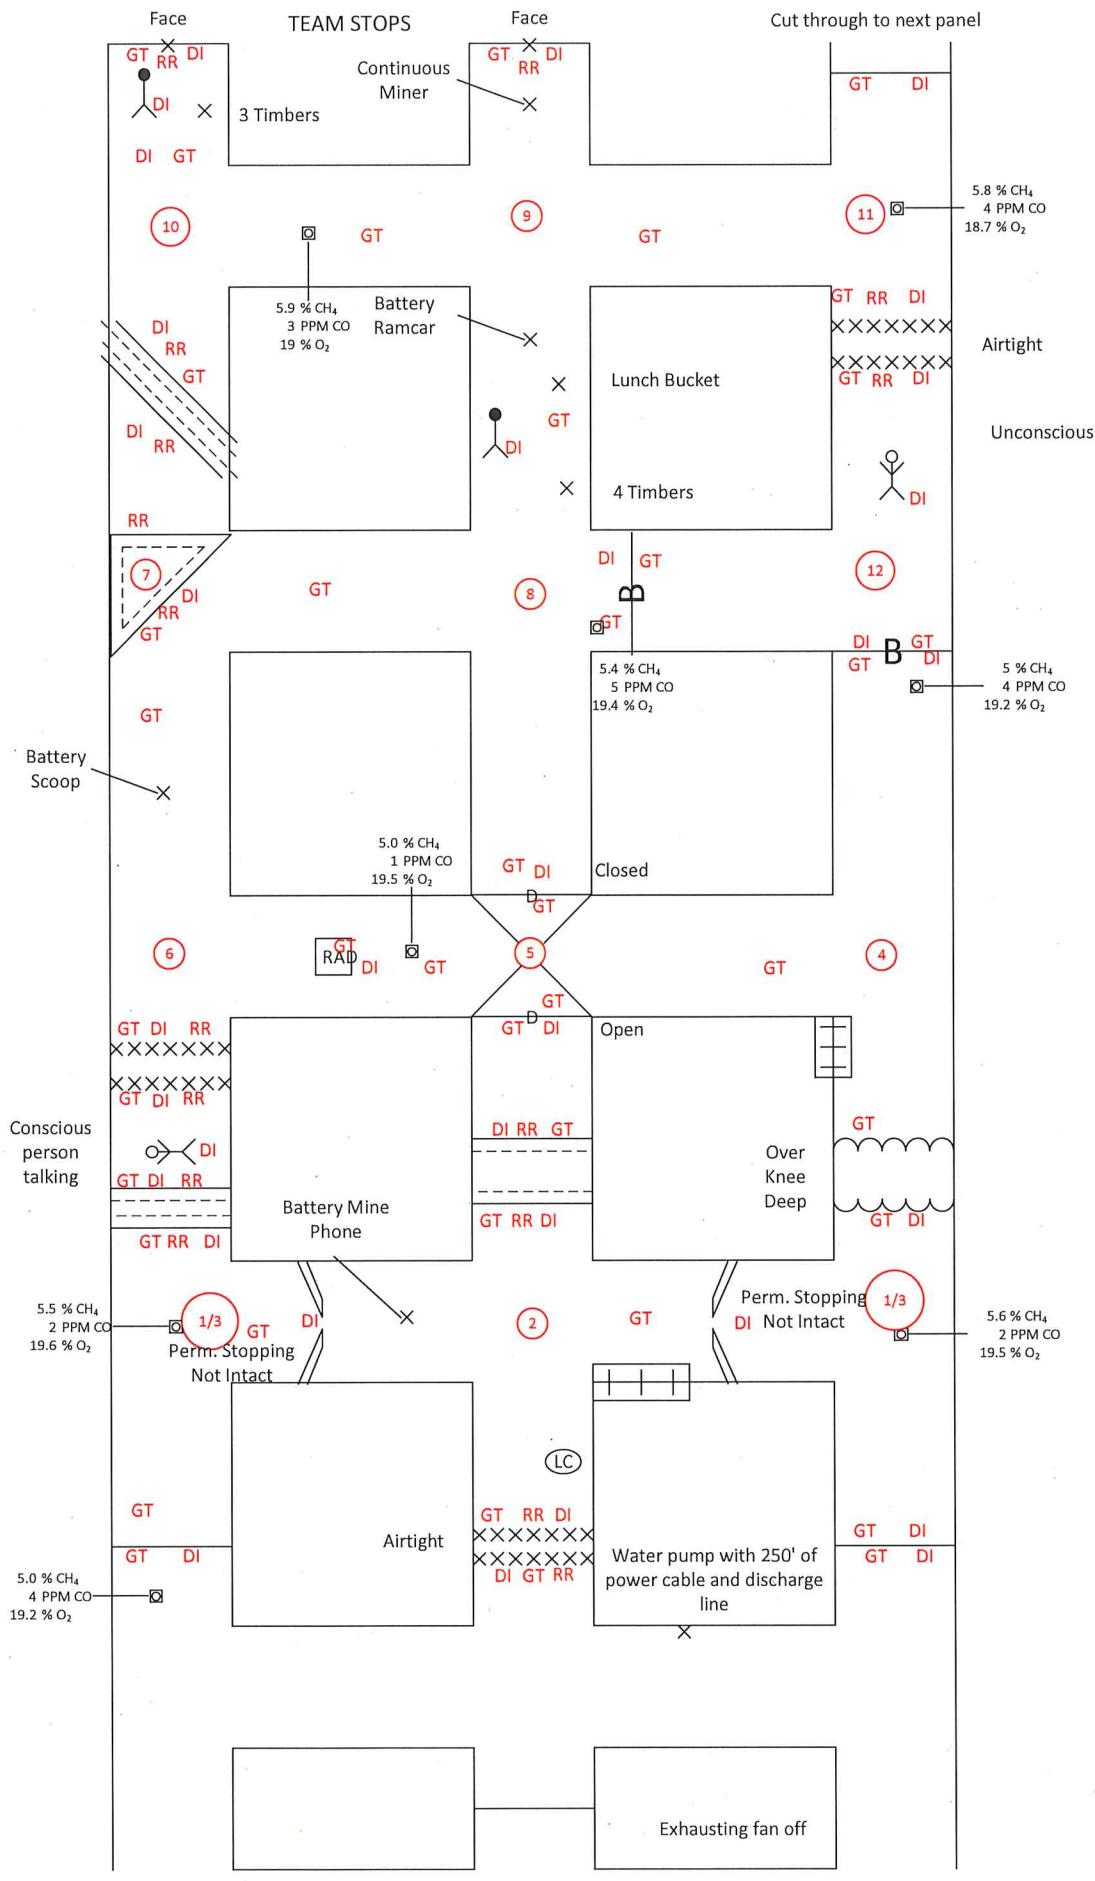 Face
TEAM STOPS
Face
Cut through to next panel
GT RR DI
GT RR DI
GT DI
Continuous
Miner
DI
3 Timbers
DI GT
5.8 % CH₄
4 PPM CO
18.7 % O₂
10
GT
9
GT
11
5.9 % CH₄
3 PPM CO
19 % O₂
Battery
Ramcar
GT RR DI
DI
RR
GT
Airtight
GT RR DI
Lunch Bucket
GT
DI
RR
DI
Unconscious
4 Timbers
DI
RR
7
DI
RR
GT
GT
8
DI GT
B
GT
12
5.4 % CH₄
5 PPM CO
19.4 % O₂
DI B GT
GT DI
5 % CH₄
4 PPM CO
19.2 % O₂
GT
Battery
Scoop
5.0 % CH₄
1 PPM CO
19.5 % O₂
GT DI
Closed
D
GT
6
GT
RAD
DI
GT
5
GT
4
GT
D
GT DI
Open
GT DI RR
GT DI RR
Conscious
person
talking
DI
GT DI RR
GT RR DI
DI RR GT
GT RR DI
Over
Knee
Deep
GT
GT DI
Battery Mine
Phone
5.5 % CH₄
2 PPM CO
19.6 % O₂
1/3
GT
DI
Perm. Stopping
Not Intact
2
GT
DI
Perm. Stopping
Not Intact
1/3
5.6 % CH₄
2 PPM CO
19.5 % O₂
LC
GT
GT DI
Airtight
GT RR DI
DI GT RR
GT DI
GT DI
Water pump with 250' of
power cable and discharge
line
5.0 % CH₄
4 PPM CO
19.2 % O₂
Exhausting fan off